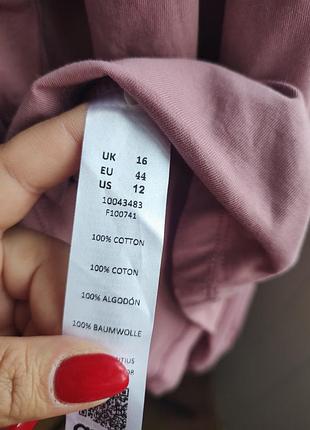 UK 16
EU 44
US 12
10043483
F100741
100% COTTON
100% COTON
100% ALGODÓN
100% BAUMWOLLE